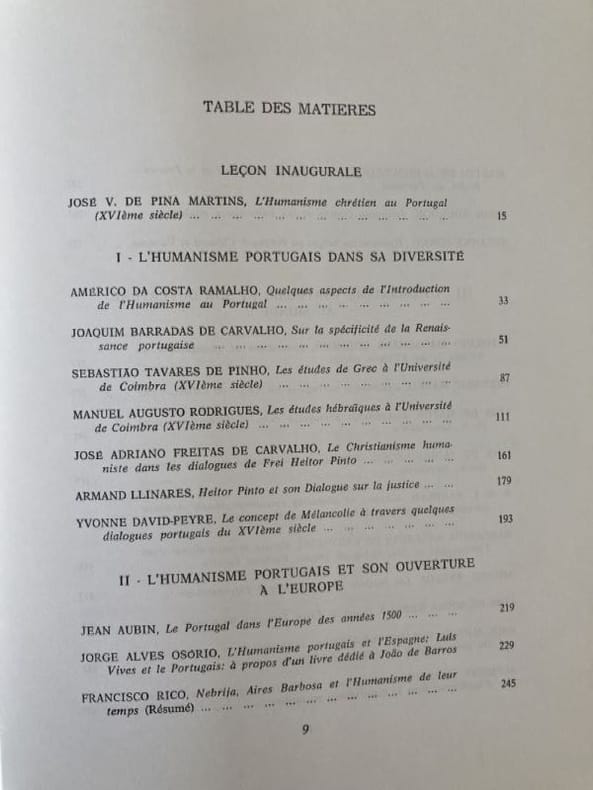 TABLE DES MATIERES
LEÇON INAUGURALE
JOSÉ V. DE PINA MARTINS, L'Humanisme chrétien au Portugal
(XVIème siècle) ... ... ... ... ... ... ... ... ... ... ... ... 15
I - L'HUMANISME PORTUGAIS DANS SA DIVERSITÉ
AMÉRICO DA COSTA RAMALHO, Quelques aspects de l'Introduction
de l'Humanisme au Portugal ... ... ... ... ... ... ... ... 33
JOAQUIM BARRADAS DE CARVALHO, Sur la spécificité de la Renais-
sance portugaise ... ... ... ... ... ... ... ... ... ... 51
SEBASTIÃO TAVARES DE PINHO, Les études de Grec à l'Université
de Coimbra (XVIème siècle) ... ... ... ... ... ... ... ... 87
MANUEL AUGUSTO RODRIGUES, Les études hébraïques à l'Université
de Coimbra (XVIème siècle) ... ... ... ... ... ... ... ... ... 111
JOSÉ ADRIANO FREITAS DE CARVALHO, Le Christianisme huma-
niste dans les dialogues de Frei Heitor Pinto ... ... ... ... 161
ARMAND LLINARES, Heitor Pinto et son Dialogue sur la justice ... ... 179
YVONNE DAVID-PEYRE, Le concept de Mélancolie à travers quelques
dialogues portugais du XVIème siècle ... ... ... ... ... ... 193
II - L'HUMANISME PORTUGAIS ET SON OUVERTURE
À L'EUROPE
JEAN AUBIN, Le Portugal dans l'Europe des années 1500 ... ... ... 219
JORGE ALVES OSÓRIO, L'Humanisme portugais et l'Espagne: Luis
Vives et le Portugais: à propos d'un livre dédié à João de Barros 229
FRANCISCO RICO, Nebrija, Aires Barbosa et l'Humanisme de leur
temps (Résumé) ... ... ... ... ... ... ... ... ... ... ... ... 245
9